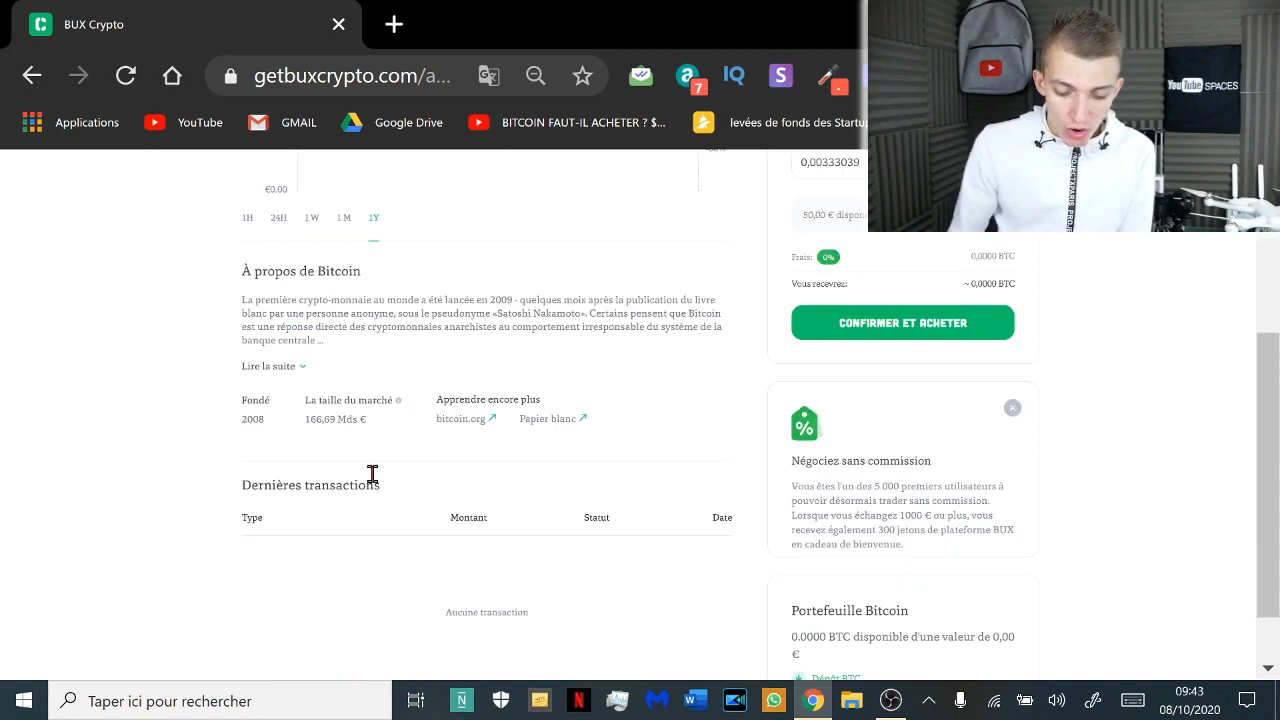 BUX Crypto
getbuxcrypto.com/a...
7
Applications
YouTube
GMAIL
Google Drive
BITCOIN FAUT-IL ACHETER ? $...
levées de fonds des Startu
YouTube SPACES
€0.00
1H 24H 1 W 1 M 1Y
À propos de Bitcoin
La première crypto-monnaie au monde a été lancée en 2009 - quelques mois après la publication du livre
blanc par une personne anonyme, sous le pseudonyme «Satoshi Nakamoto». Certains pensent que Bitcoin
est une réponse directe des cryptomonnaies anarchistes au comportement irresponsable du système de la
banque centrale ...
Lire la suite
Fondé La taille du marché Apprendre encore plus
2008 166,69 Mds € bitcoin.org Papier blanc
Dernières transactions
Type Montant Statut Date
Aucune transaction
0,00333039
50,00 € dispon
Frais: 0% 0,0000 BTC
Vous recevrez: ~ 0,0000 BTC
CONFIRMER ET ACHETER
%
Négociez sans commission
Vous êtes l'un des 5 000 premiers utilisateurs à
pouvoir désormais trader sans commission.
Lorsque vous échangez 1000 € ou plus, vous
recevez également 300 jetons de plateforme BUX
en cadeau de bienvenue.
Portefeuille Bitcoin
0.0000 BTC disponible d'une valeur de 0,00
€
Dépôt BTC
Taper ici pour rechercher
09:43
08/10/2020